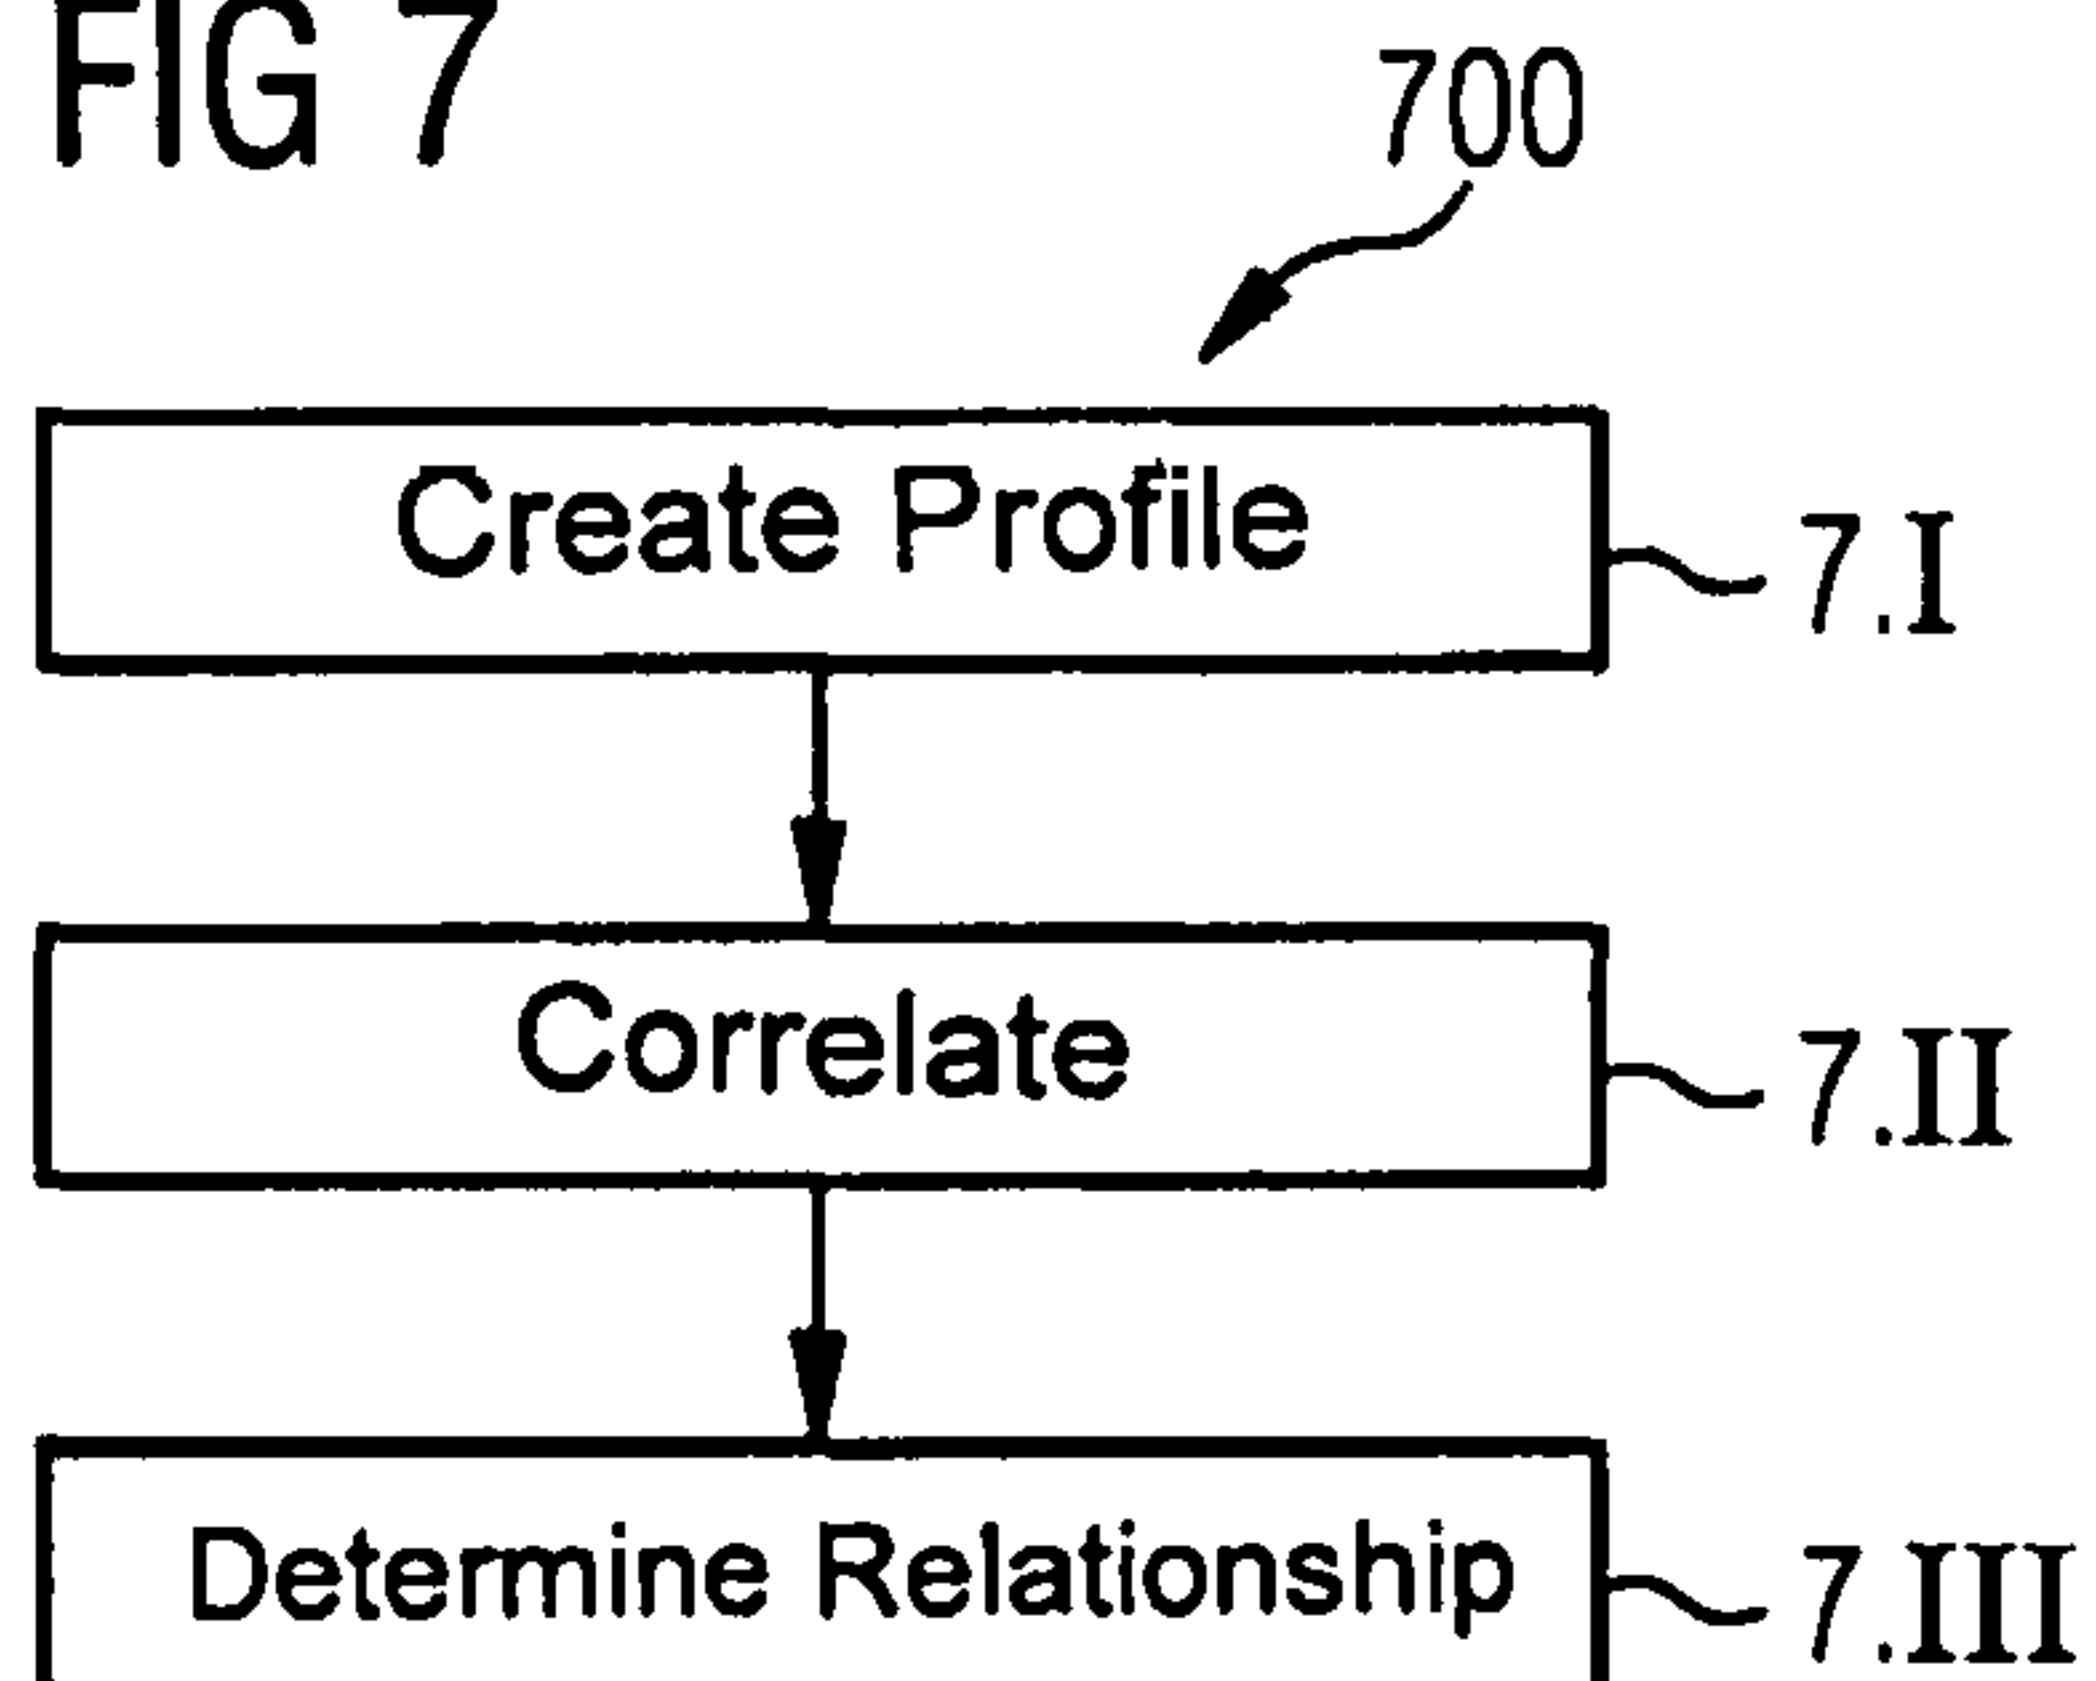 FIG 7
700
Create Profile
7.I
Correlate
7.II
Determine Relationship
7.III